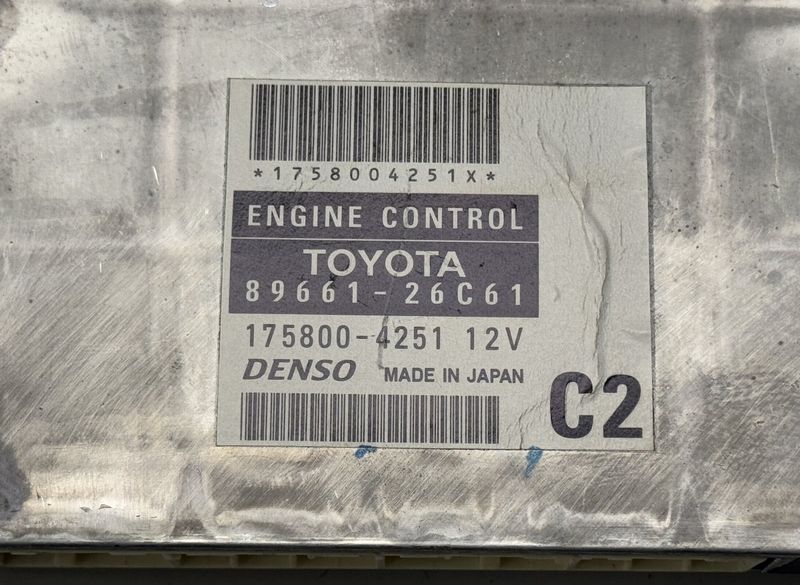 *1758004251X*
ENGINE CONTROL
TOYOTA
89661-26C61
175800-4251 12V
DENSO MADE IN JAPAN
C2